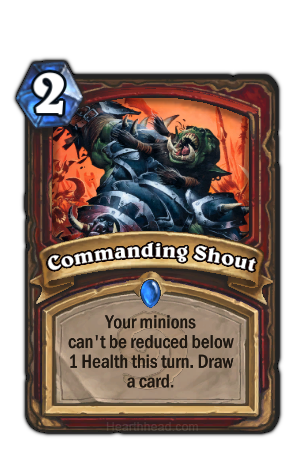 2
Commanding Shout
Your minions
can't be reduced below
1 Health this turn. Draw
a card.
Hearthhead.com